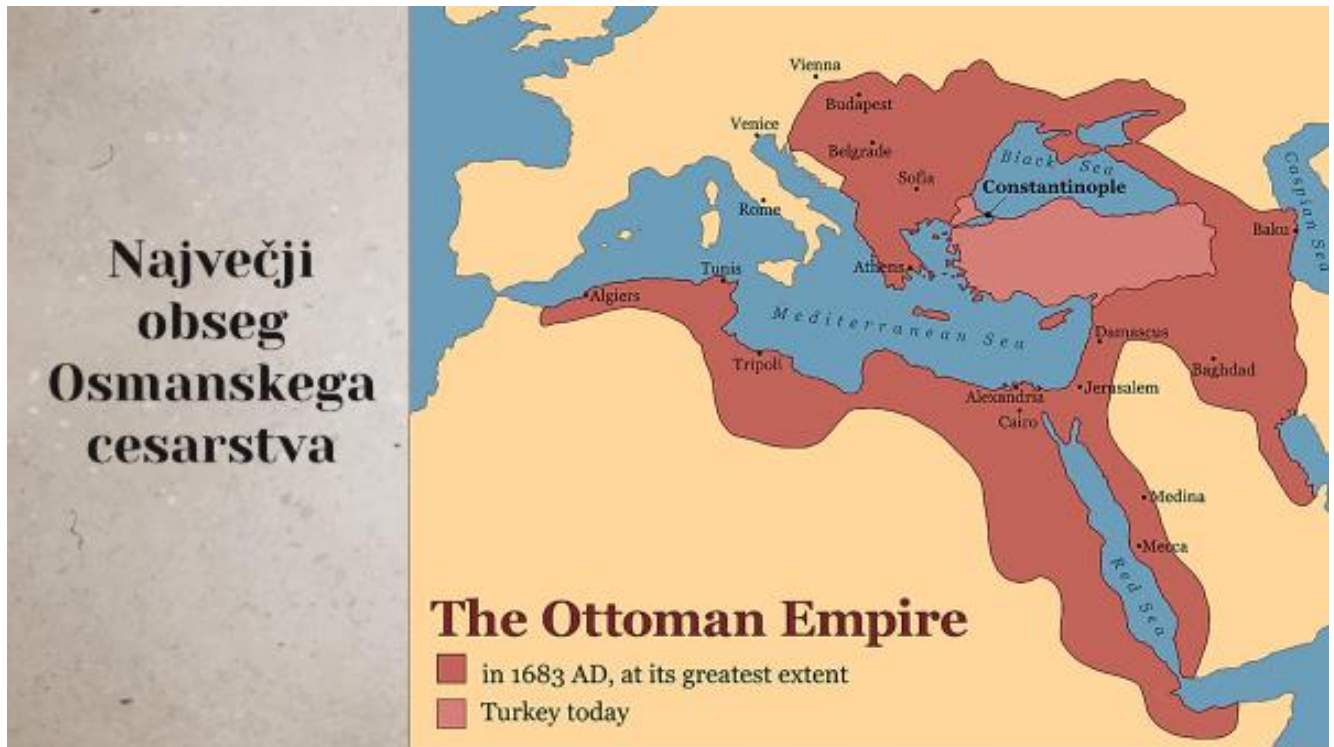 Največji
obseg
Osmanskega
cesarstva
Vienna
Budapest
Venice
Belgrade
Sofia
Black Sea
Constantinople
Caspian Sea
Rome
Baku
Tunis
Athens
Algiers
Mediterranean Sea
Damascus
Tripoli
Baghdad
Jerusalem
Alexandria
Cairo
Medina
Mecca
Red Sea
The Ottoman Empire
in 1683 AD, at its greatest extent
Turkey today